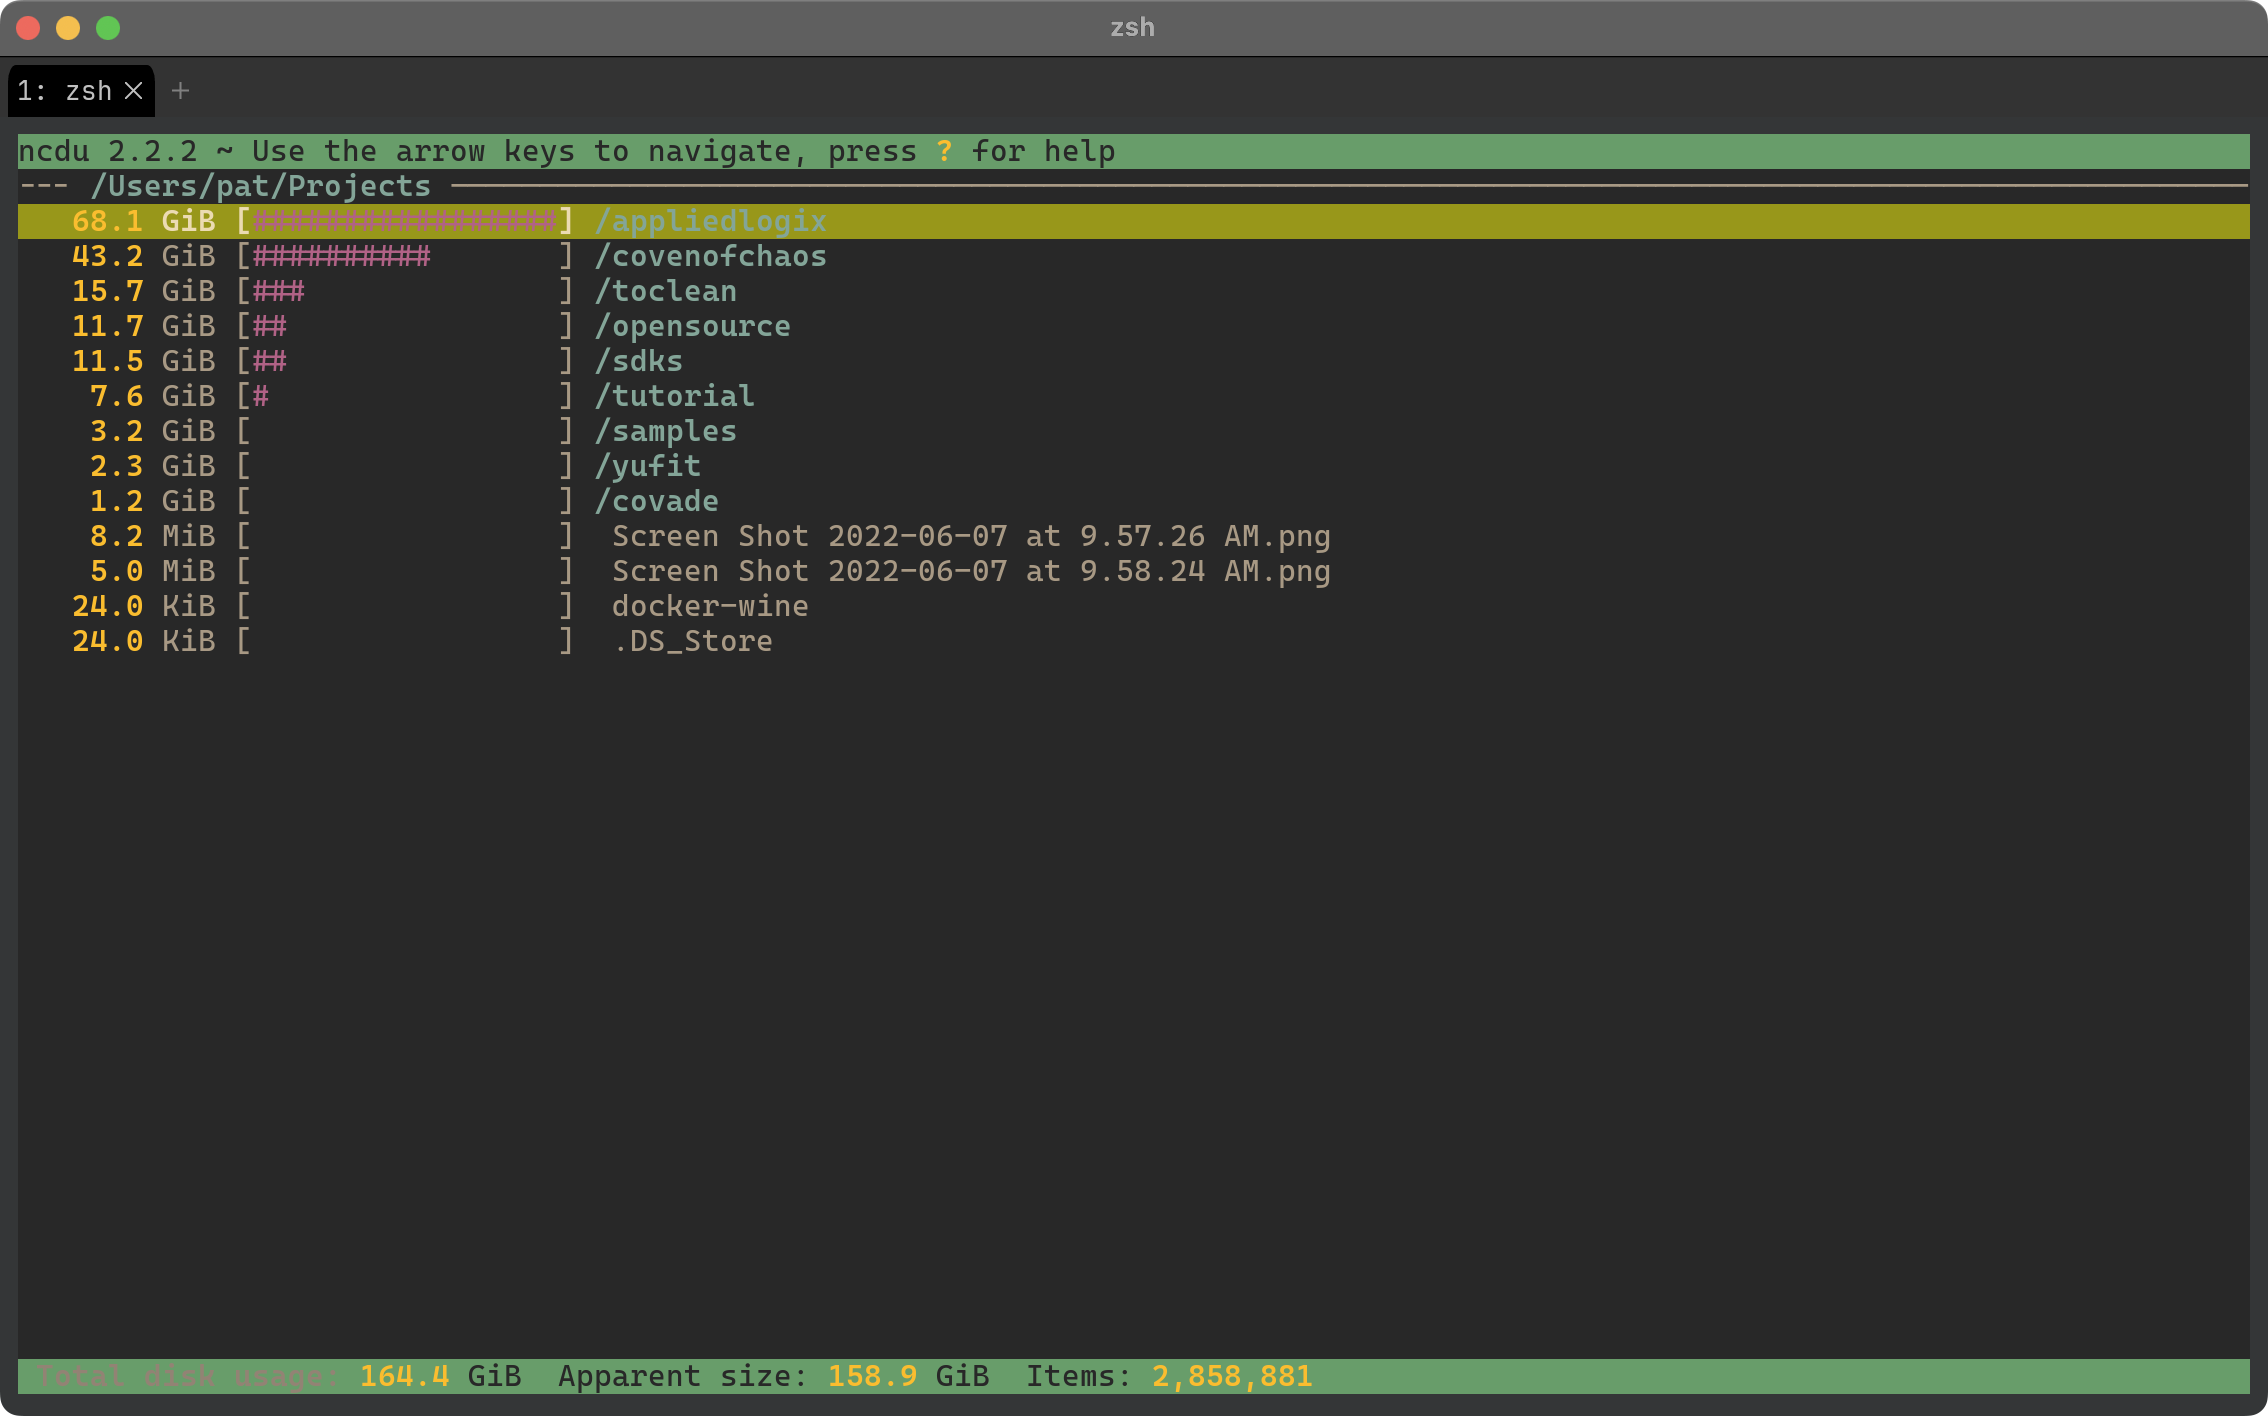 zsh
1: zsh × +
ncdu 2.2.2 ~ Use the arrow keys to navigate, press ? for help
--- /Users/pat/Projects ---
68.1 GiB [#################] /appliedlogix
43.2 GiB [##########       ] /covenofchaos
15.7 GiB [###              ] /toclean
11.7 GiB [##               ] /opensource
11.5 GiB [##               ] /sdks
7.6 GiB [#                ] /tutorial
3.2 GiB [                 ] /samples
2.3 GiB [                 ] /yufit
1.2 GiB [                 ] /covade
8.2 MiB [                 ]  Screen Shot 2022-06-07 at 9.57.26 AM.png
5.0 MiB [                 ]  Screen Shot 2022-06-07 at 9.58.24 AM.png
24.0 KiB [                 ]  docker-wine
24.0 KiB [                 ]  .DS_Store
Total disk usage: 164.4 GiB  Apparent size: 158.9 GiB  Items: 2,858,881